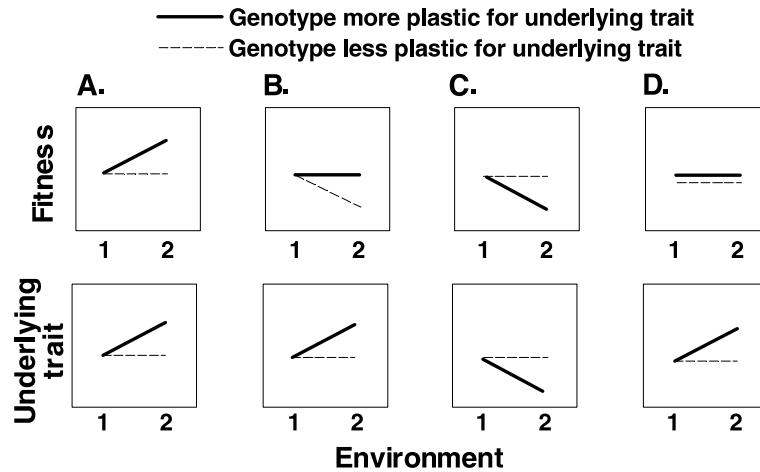 Genotype more plastic for underlying trait
Genotype less plastic for underlying trait
A. B. C. D.
Fitness
1 2 1 2 1 2 1 2
Underlying
trait
1 2 1 2 1 2 1 2
Environment